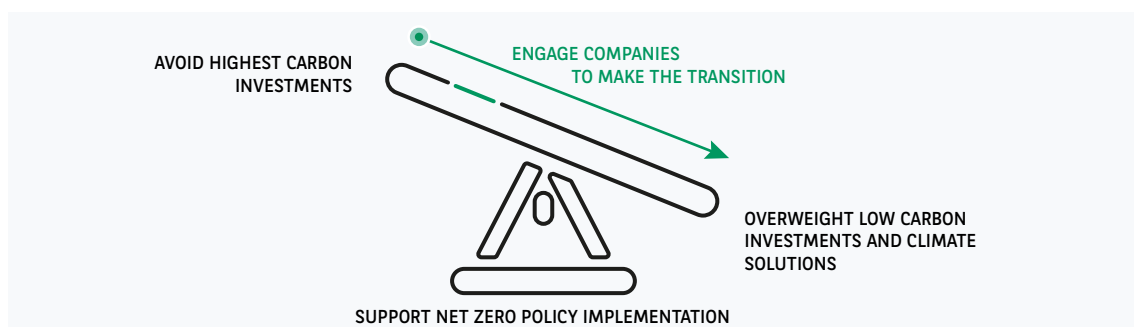 AVOID HIGHEST CARBON
INVESTMENTS
ENGAGE COMPANIES
TO MAKE THE TRANSITION
OVERWEIGHT LOW CARBON
INVESTMENTS AND CLIMATE
SOLUTIONS
SUPPORT NET ZERO POLICY IMPLEMENTATION